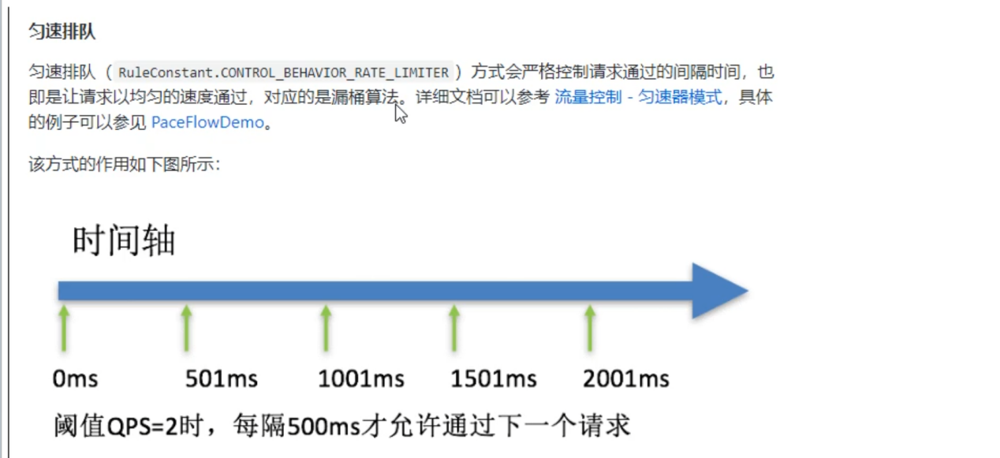 匀速排队
匀速排队（RuleConstant.CONTROL_BEHAVIOR_RATE_LIMITER）方式会严格控制请求通过的间隔时间，也
即是让请求以均匀的速度通过，对应的是漏桶算法。详细文档可以参考 流量控制 - 匀速器模式，具体
的例子可以参见 PaceFlowDemo。
该方式的作用如下图所示：
时间轴
0ms 501ms 1001ms 1501ms 2001ms
阈值QPS=2时，每隔500ms才允许通过下一个请求